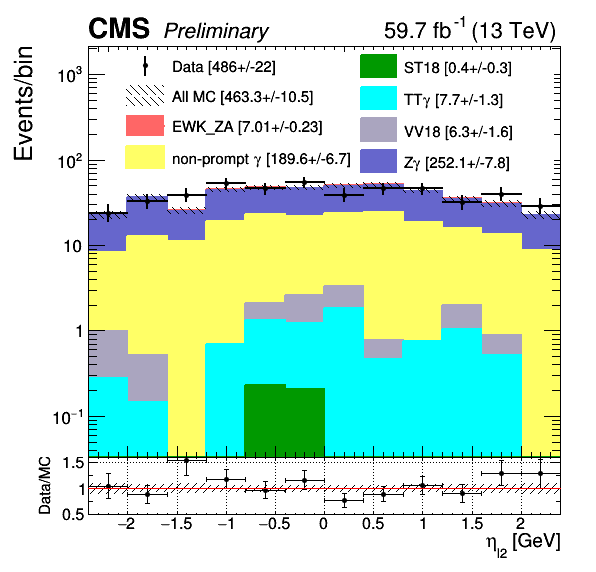 CMS Preliminary 59.7 fb⁻¹ (13 TeV)
Events/bin
Data [486+/-22]
All MC [463.3+/-10.5]
EWK_ZA [7.01+/-0.23]
non-prompt γ [189.6+/-6.7]
ST18 [0.4+/-0.3]
TTγ [7.7+/-1.3]
VV18 [6.3+/-1.6]
Zγ [252.1+/-7.8]
10³
10²
10
1
10⁻¹
Data/MC
1.5
1
0.5
−2 −1.5 −1 −0.5 0 0.5 1 1.5 2
η_l2 [GeV]